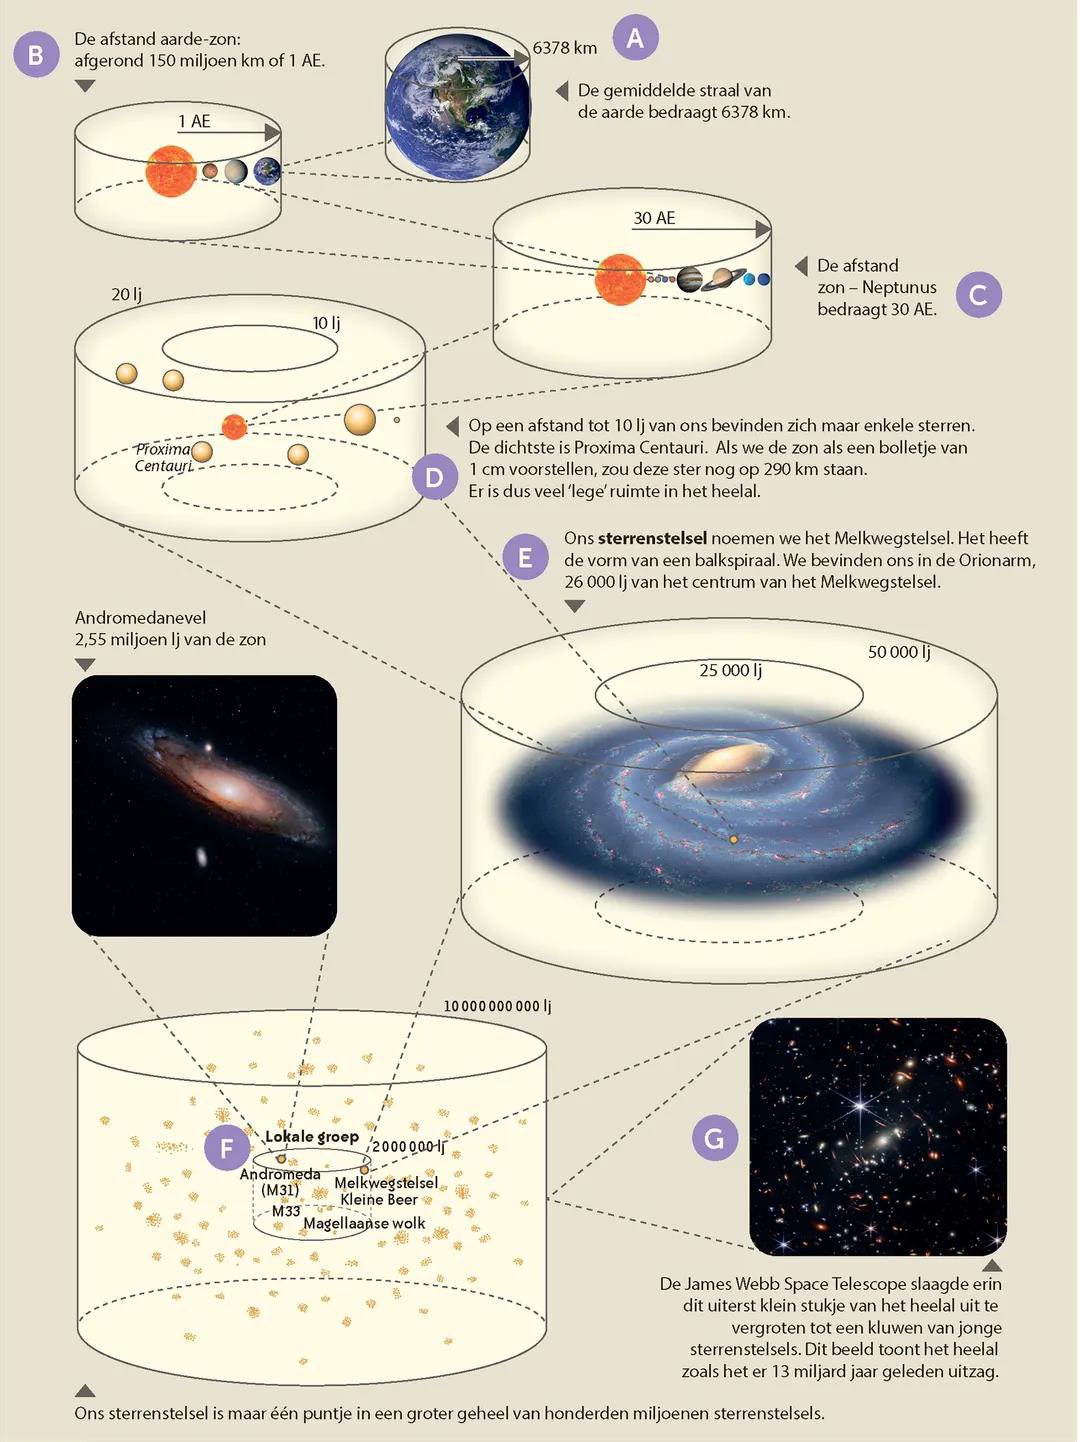 B
De afstand aarde-zon:
afgerond 150 miljoen km of 1 AE.
1 AE
A
6378 km
De gemiddelde straal van
de aarde bedraagt 6378 km.
30 AE
De afstand
zon – Neptunus
bedraagt 30 AE.
C
20 lj
10 lj
Proxima
Centauri
D
Op een afstand tot 10 lj van ons bevinden zich maar enkele sterren.
De dichtste is Proxima Centauri. Als we de zon als een bolletje van
1 cm voorstellen, zou deze ster nog op 290 km staan.
Er is dus veel ‘lege’ ruimte in het heelal.
E
Ons sterrenstelsel noemen we het Melkwegstelsel. Het heeft
de vorm van een balkspiraal. We bevinden ons in de Orionarm,
26 000 lj van het centrum van het Melkwegstelsel.
50 000 lj
25 000 lj
Andromedanevel
2,55 miljoen lj van de zon
10 000 000 000 lj
F
Lokale groep
2 000 000 lj
Andromeda
(M31)
Melkwegstelsel
Kleine Beer
M33
Magellaanse wolk
G
De James Webb Space Telescope slaagde erin
dit uiterst klein stukje van het heelal uit te
vergroten tot een kluwen van jonge
sterrenstelsels. Dit beeld toont het heelal
zoals het er 13 miljard jaar geleden uitzag.
Ons sterrenstelsel is maar één puntje in een groter geheel van honderden miljoenen sterrenstelsels.